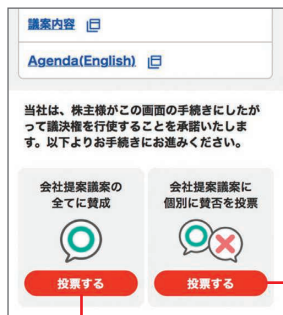 議案内容
Agenda(English)
当社は、株主様がこの画面の手続きにしたが
って議決権を行使することを承諾いたしま
す。以下よりお手続きにお進みください。
会社提案議案の
全てに賛成
会社提案議案に
個別に賛否を投票
投票する
投票する